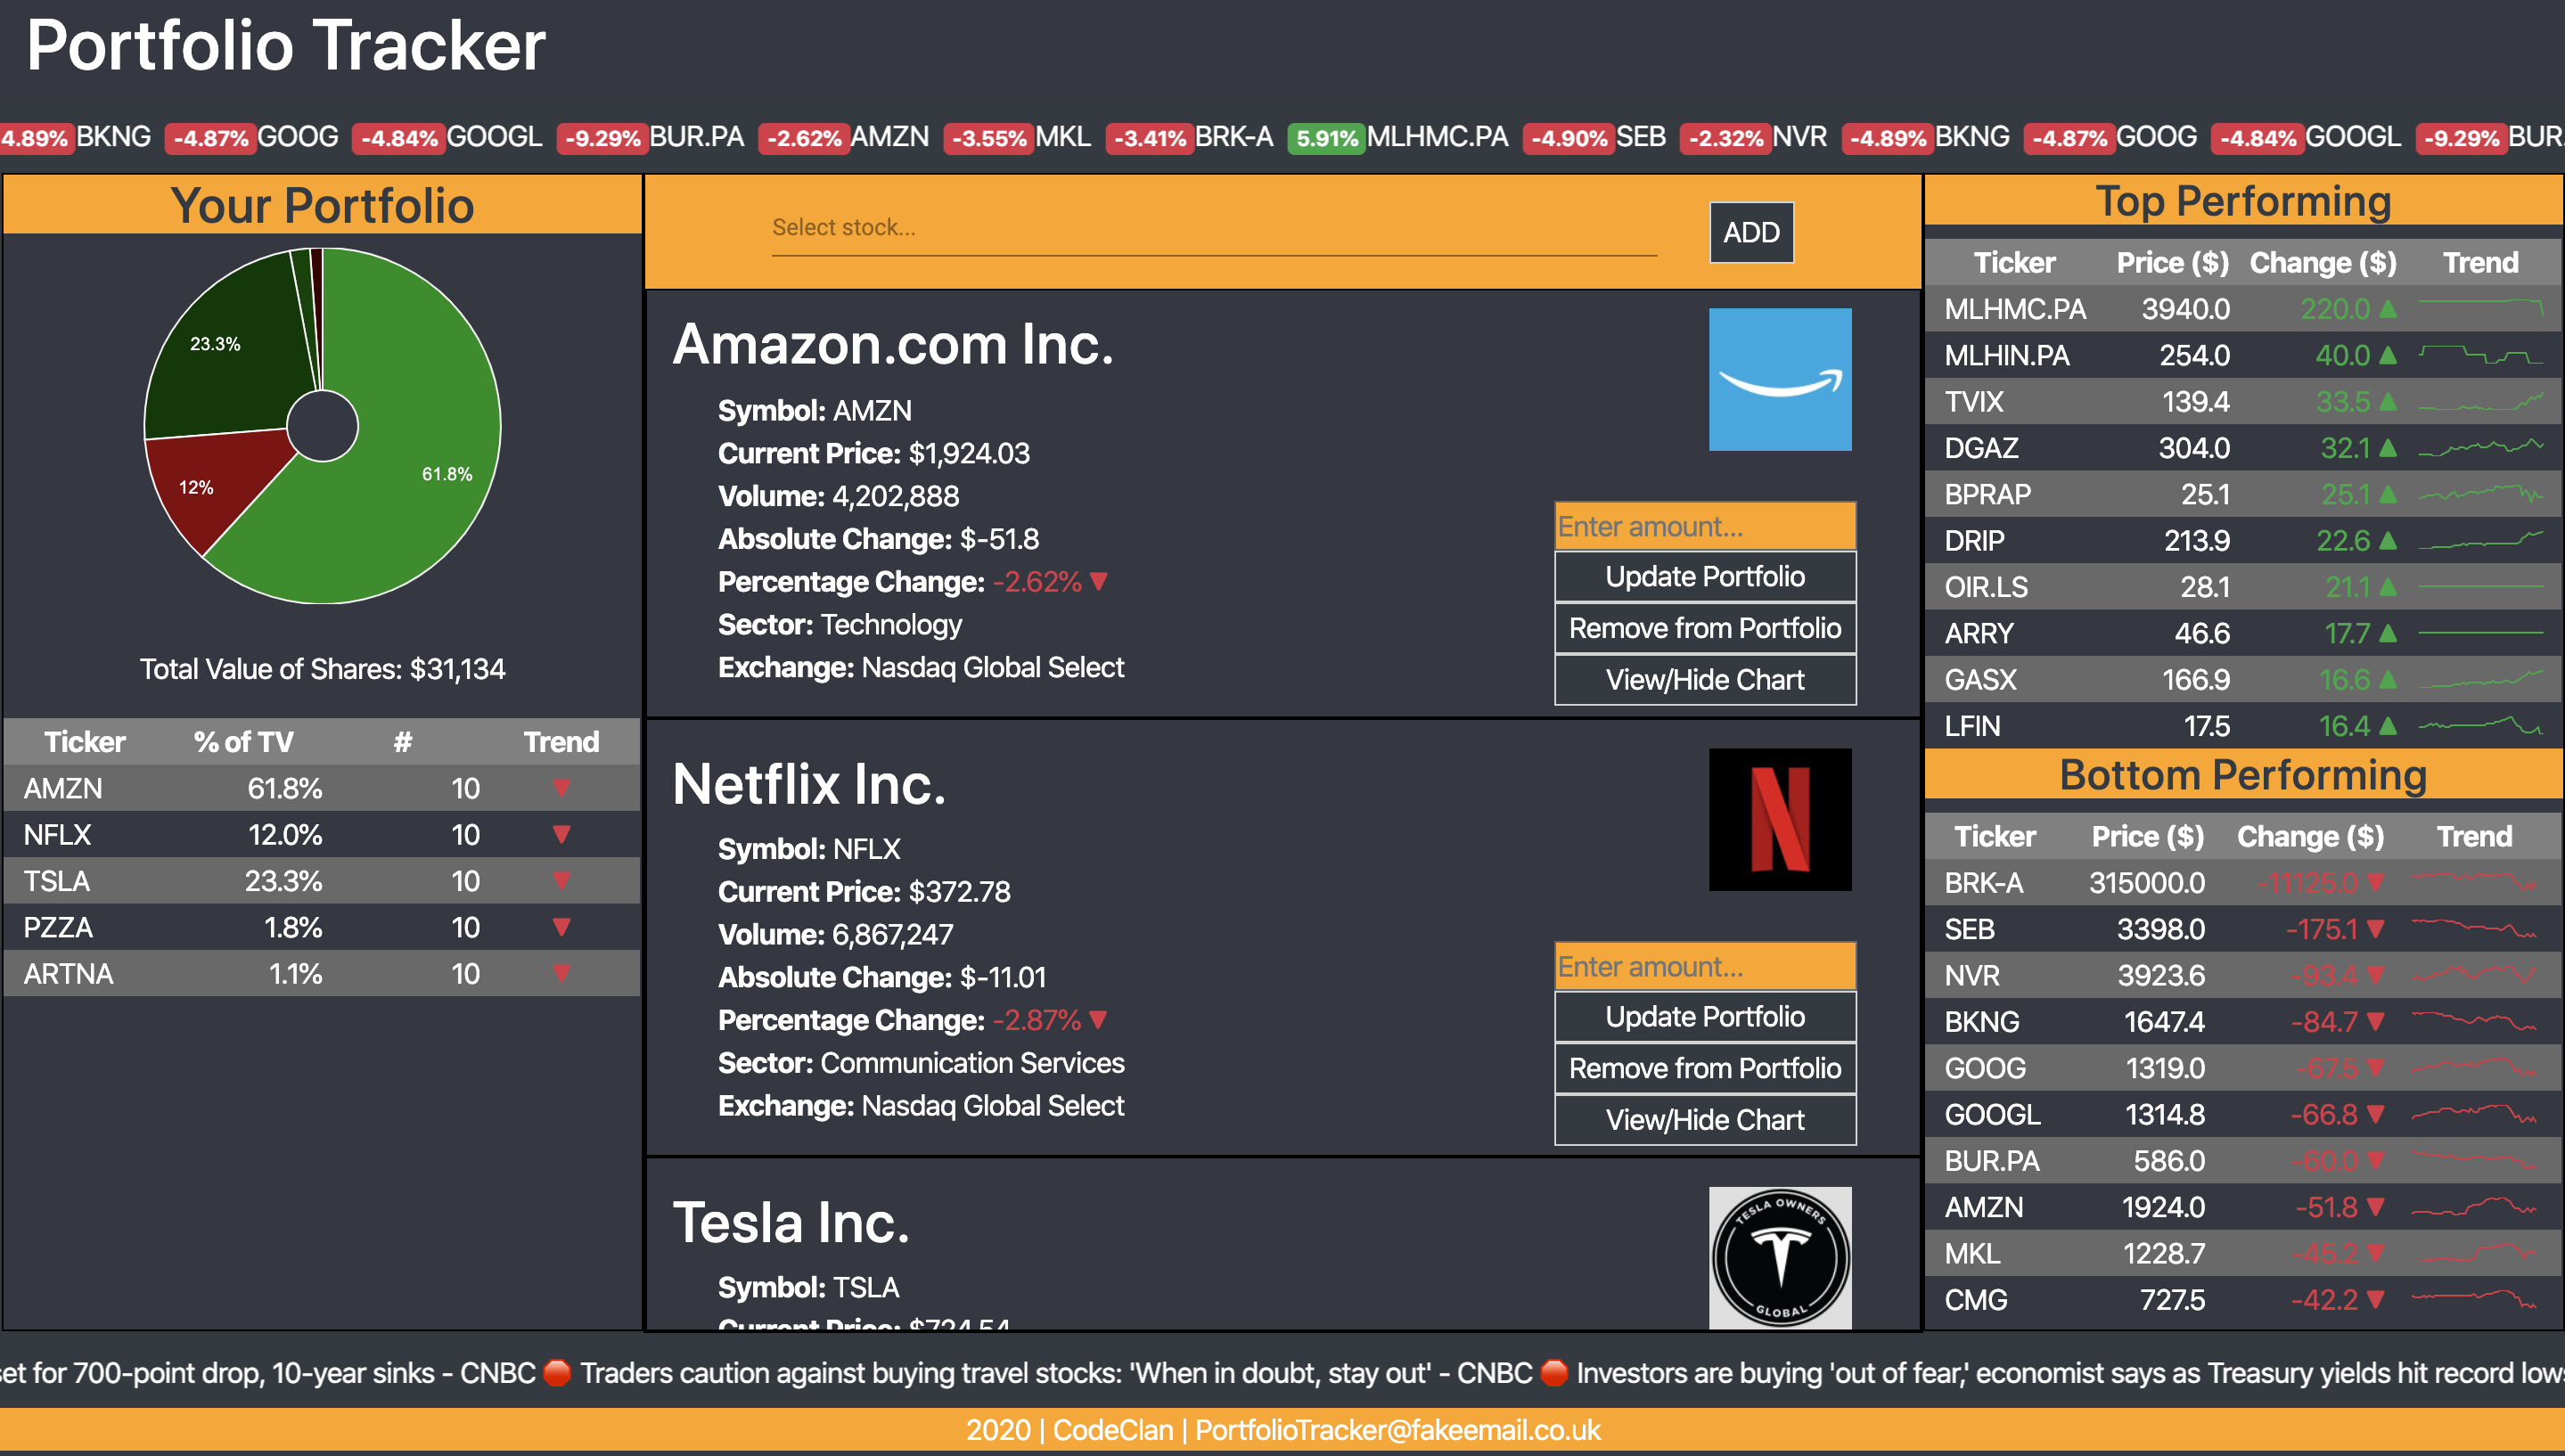 Portfolio Tracker
4.89% BKNG -4.87% GOOG -4.84% GOOGL -9.29% BUR.PA -2.62% AMZN -3.55% MKL -3.41% BRK-A 5.91% MLHMC.PA -4.90% SEB -2.32% NVR -4.89% BKNG -4.87% GOOG -4.84% GOOGL -9.29% BUR.
Your Portfolio
23.3%
12%
61.8%
Total Value of Shares: $31,134
Ticker % of TV # Trend
AMZN 61.8% 10 ▼
NFLX 12.0% 10 ▼
TSLA 23.3% 10 ▼
PZZA 1.8% 10 ▼
ARTNA 1.1% 10 ▼
Select stock...
ADD
Amazon.com Inc.
Symbol: AMZN
Current Price: $1,924.03
Volume: 4,202,888
Absolute Change: $-51.8
Percentage Change: -2.62% ▼
Sector: Technology
Exchange: Nasdaq Global Select
Enter amount...
Update Portfolio
Remove from Portfolio
View/Hide Chart
Netflix Inc.
Symbol: NFLX
Current Price: $372.78
Volume: 6,867,247
Absolute Change: $-11.01
Percentage Change: -2.87% ▼
Sector: Communication Services
Exchange: Nasdaq Global Select
N
Enter amount...
Update Portfolio
Remove from Portfolio
View/Hide Chart
Tesla Inc.
Symbol: TSLA
Current Price: $724.54
TESLA OWNERS
GLOBAL
Top Performing
Ticker Price ($) Change ($) Trend
MLHMC.PA 3940.0 220.0 ▲
MLHIN.PA 254.0 40.0 ▲
TVIX 139.4 33.5 ▲
DGAZ 304.0 32.1 ▲
BPRAP 25.1 25.1 ▲
DRIP 213.9 22.6 ▲
OIR.LS 28.1 21.1 ▲
ARRY 46.6 17.7 ▲
GASX 166.9 16.6 ▲
LFIN 17.5 16.4 ▲
Bottom Performing
Ticker Price ($) Change ($) Trend
BRK-A 315000.0 -11125.0 ▼
SEB 3398.0 -175.1 ▼
NVR 3923.6 -93.4 ▼
BKNG 1647.4 -84.7 ▼
GOOG 1319.0 -67.5 ▼
GOOGL 1314.8 -66.8 ▼
BUR.PA 586.0 -60.0 ▼
AMZN 1924.0 -51.8 ▼
MKL 1228.7 -45.2 ▼
CMG 727.5 -42.2 ▼
set for 700-point drop, 10-year sinks - CNBC 🛑 Traders caution against buying travel stocks: 'When in doubt, stay out' - CNBC 🛑 Investors are buying 'out of fear,' economist says as Treasury yields hit record lows
2020 | CodeClan | PortfolioTracker@fakeemail.co.uk